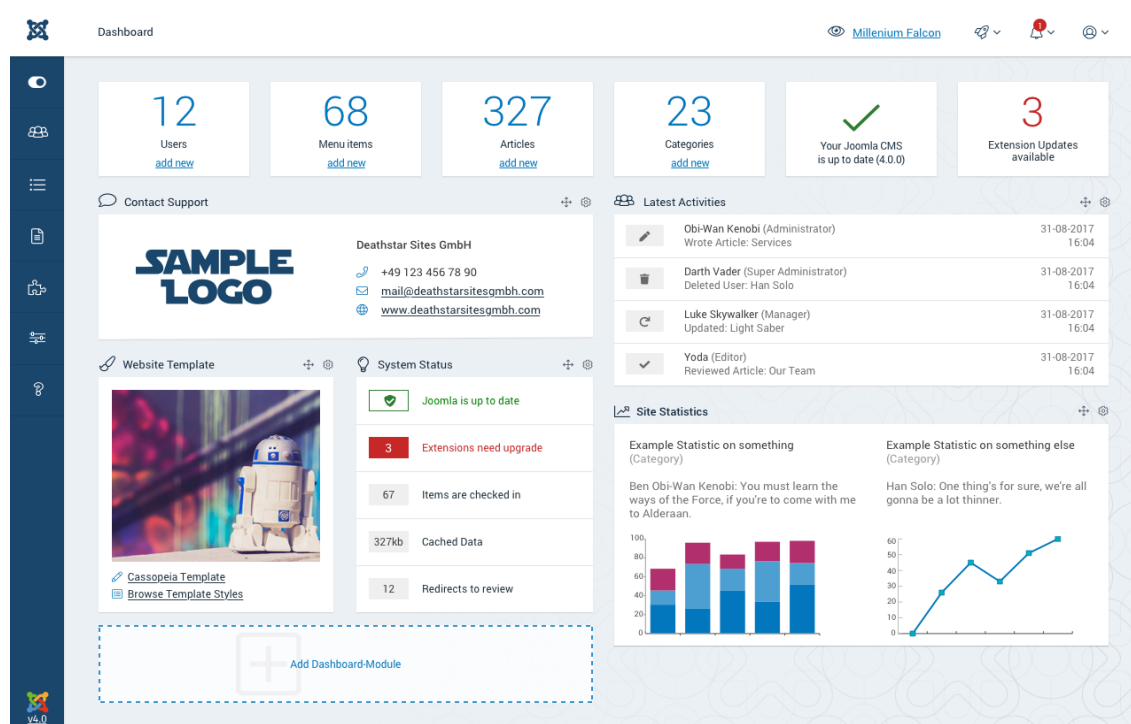 Dashboard
Millenium Falcon
1
12
Users
add new
68
Menu items
add new
327
Articles
add new
23
Categories
add new
Your Joomla CMS
is up to date (4.0.0)
3
Extension Updates
available
Contact Support
SAMPLE
LOGO
Deathstar Sites GmbH
+49 123 456 78 90
mail@deathstarsitesgmbh.com
www.deathstarsitesgmbh.com
Latest Activities
Obi-Wan Kenobi (Administrator)
Wrote Article: Services
31-08-2017
16:04
Darth Vader (Super Administrator)
Deleted User: Han Solo
31-08-2017
16:04
Luke Skywalker (Manager)
Updated: Light Saber
31-08-2017
16:04
Yoda (Editor)
Reviewed Article: Our Team
31-08-2017
16:04
Website Template
Cassopeia Template
Browse Template Styles
System Status
Joomla is up to date
3 Extensions need upgrade
67 Items are checked in
327kb Cached Data
12 Redirects to review
Site Statistics
Example Statistic on something
(Category)
Ben Obi-Wan Kenobi: You must learn the
ways of the Force, if you're to come with me
to Alderaan.
100
80
60
40
20
0
Example Statistic on something else
(Category)
Han Solo: One thing's for sure, we're all
gonna be a lot thinner.
60
50
40
30
20
10
0
Add Dashboard-Module
v4.0